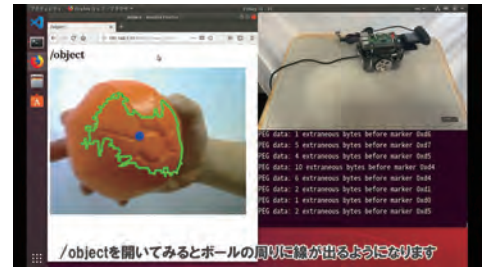 /object
PEG data: 1 extraneous bytes before marker 0xd6
PEG data: 5 extraneous bytes before marker 0xd7
PEG data: 4 extraneous bytes before marker 0xd5
PEG data: 10 extraneous bytes before marker 0xd4
PEG data: 6 extraneous bytes before marker 0xd4
PEG data: 2 extraneous bytes before marker 0xd1
PEG data: 1 extraneous bytes before marker 0xd0
PEG data: 2 extraneous bytes before marker 0xd5
/objectを開いてみるとボールの周りに線が出るようになります